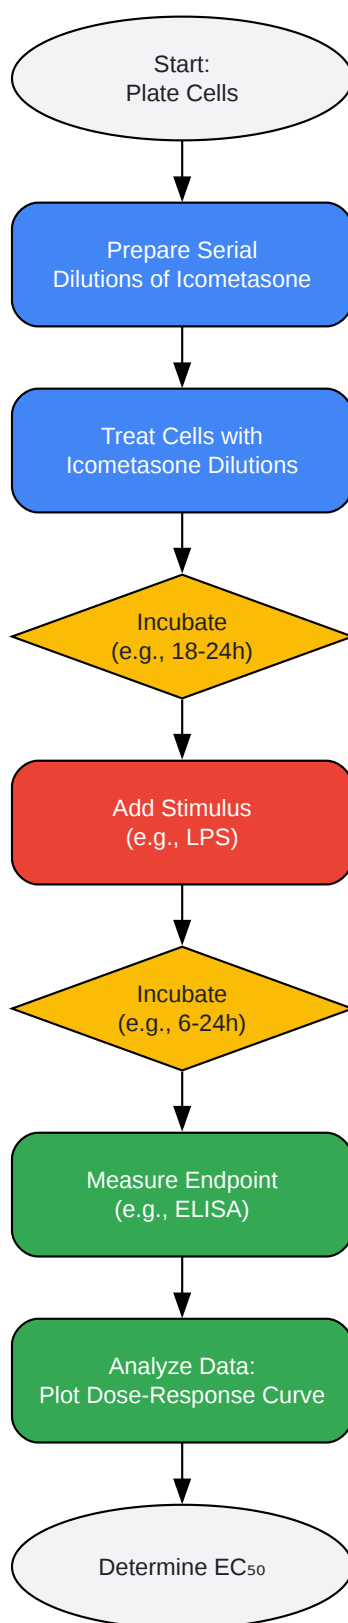 Start:
Plate Cells
Prepare Serial
Dilutions of Icometasone
Treat Cells with
Icometasone Dilutions
Incubate
(e.g., 18-24h)
Add Stimulus
(e.g., LPS)
Incubate
(e.g., 6-24h)
Measure Endpoint
(e.g., ELISA)
Analyze Data:
Plot Dose-Response Curve
Determine EC₅₀